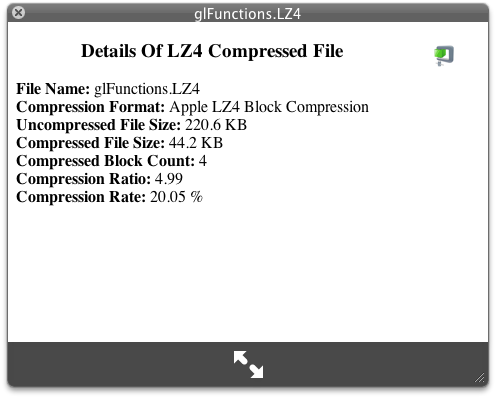 glFunctions.LZ4
Details Of LZ4 Compressed File
File Name: glFunctions.LZ4
Compression Format: Apple LZ4 Block Compression
Uncompressed File Size: 220.6 KB
Compressed File Size: 44.2 KB
Compressed Block Count: 4
Compression Ratio: 4.99
Compression Rate: 20.05 %